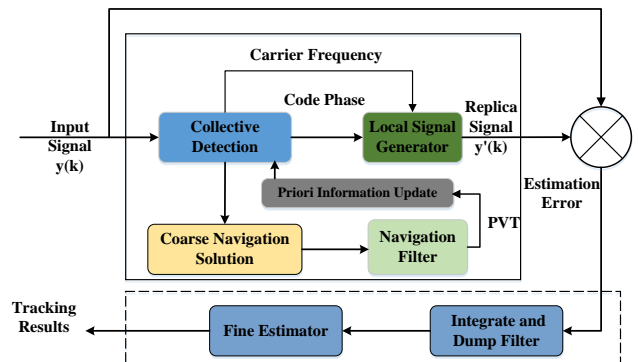 Carrier Frequency
Code Phase
Input
Signal
y(k)
Collective
Detection
Local Signal
Generator
Replica
Signal
y'(k)
Priori Information Update
Estimation
Error
PVT
Coarse Navigation
Solution
Navigation
Filter
Tracking
Results
Fine Estimator
Integrate and
Dump Filter